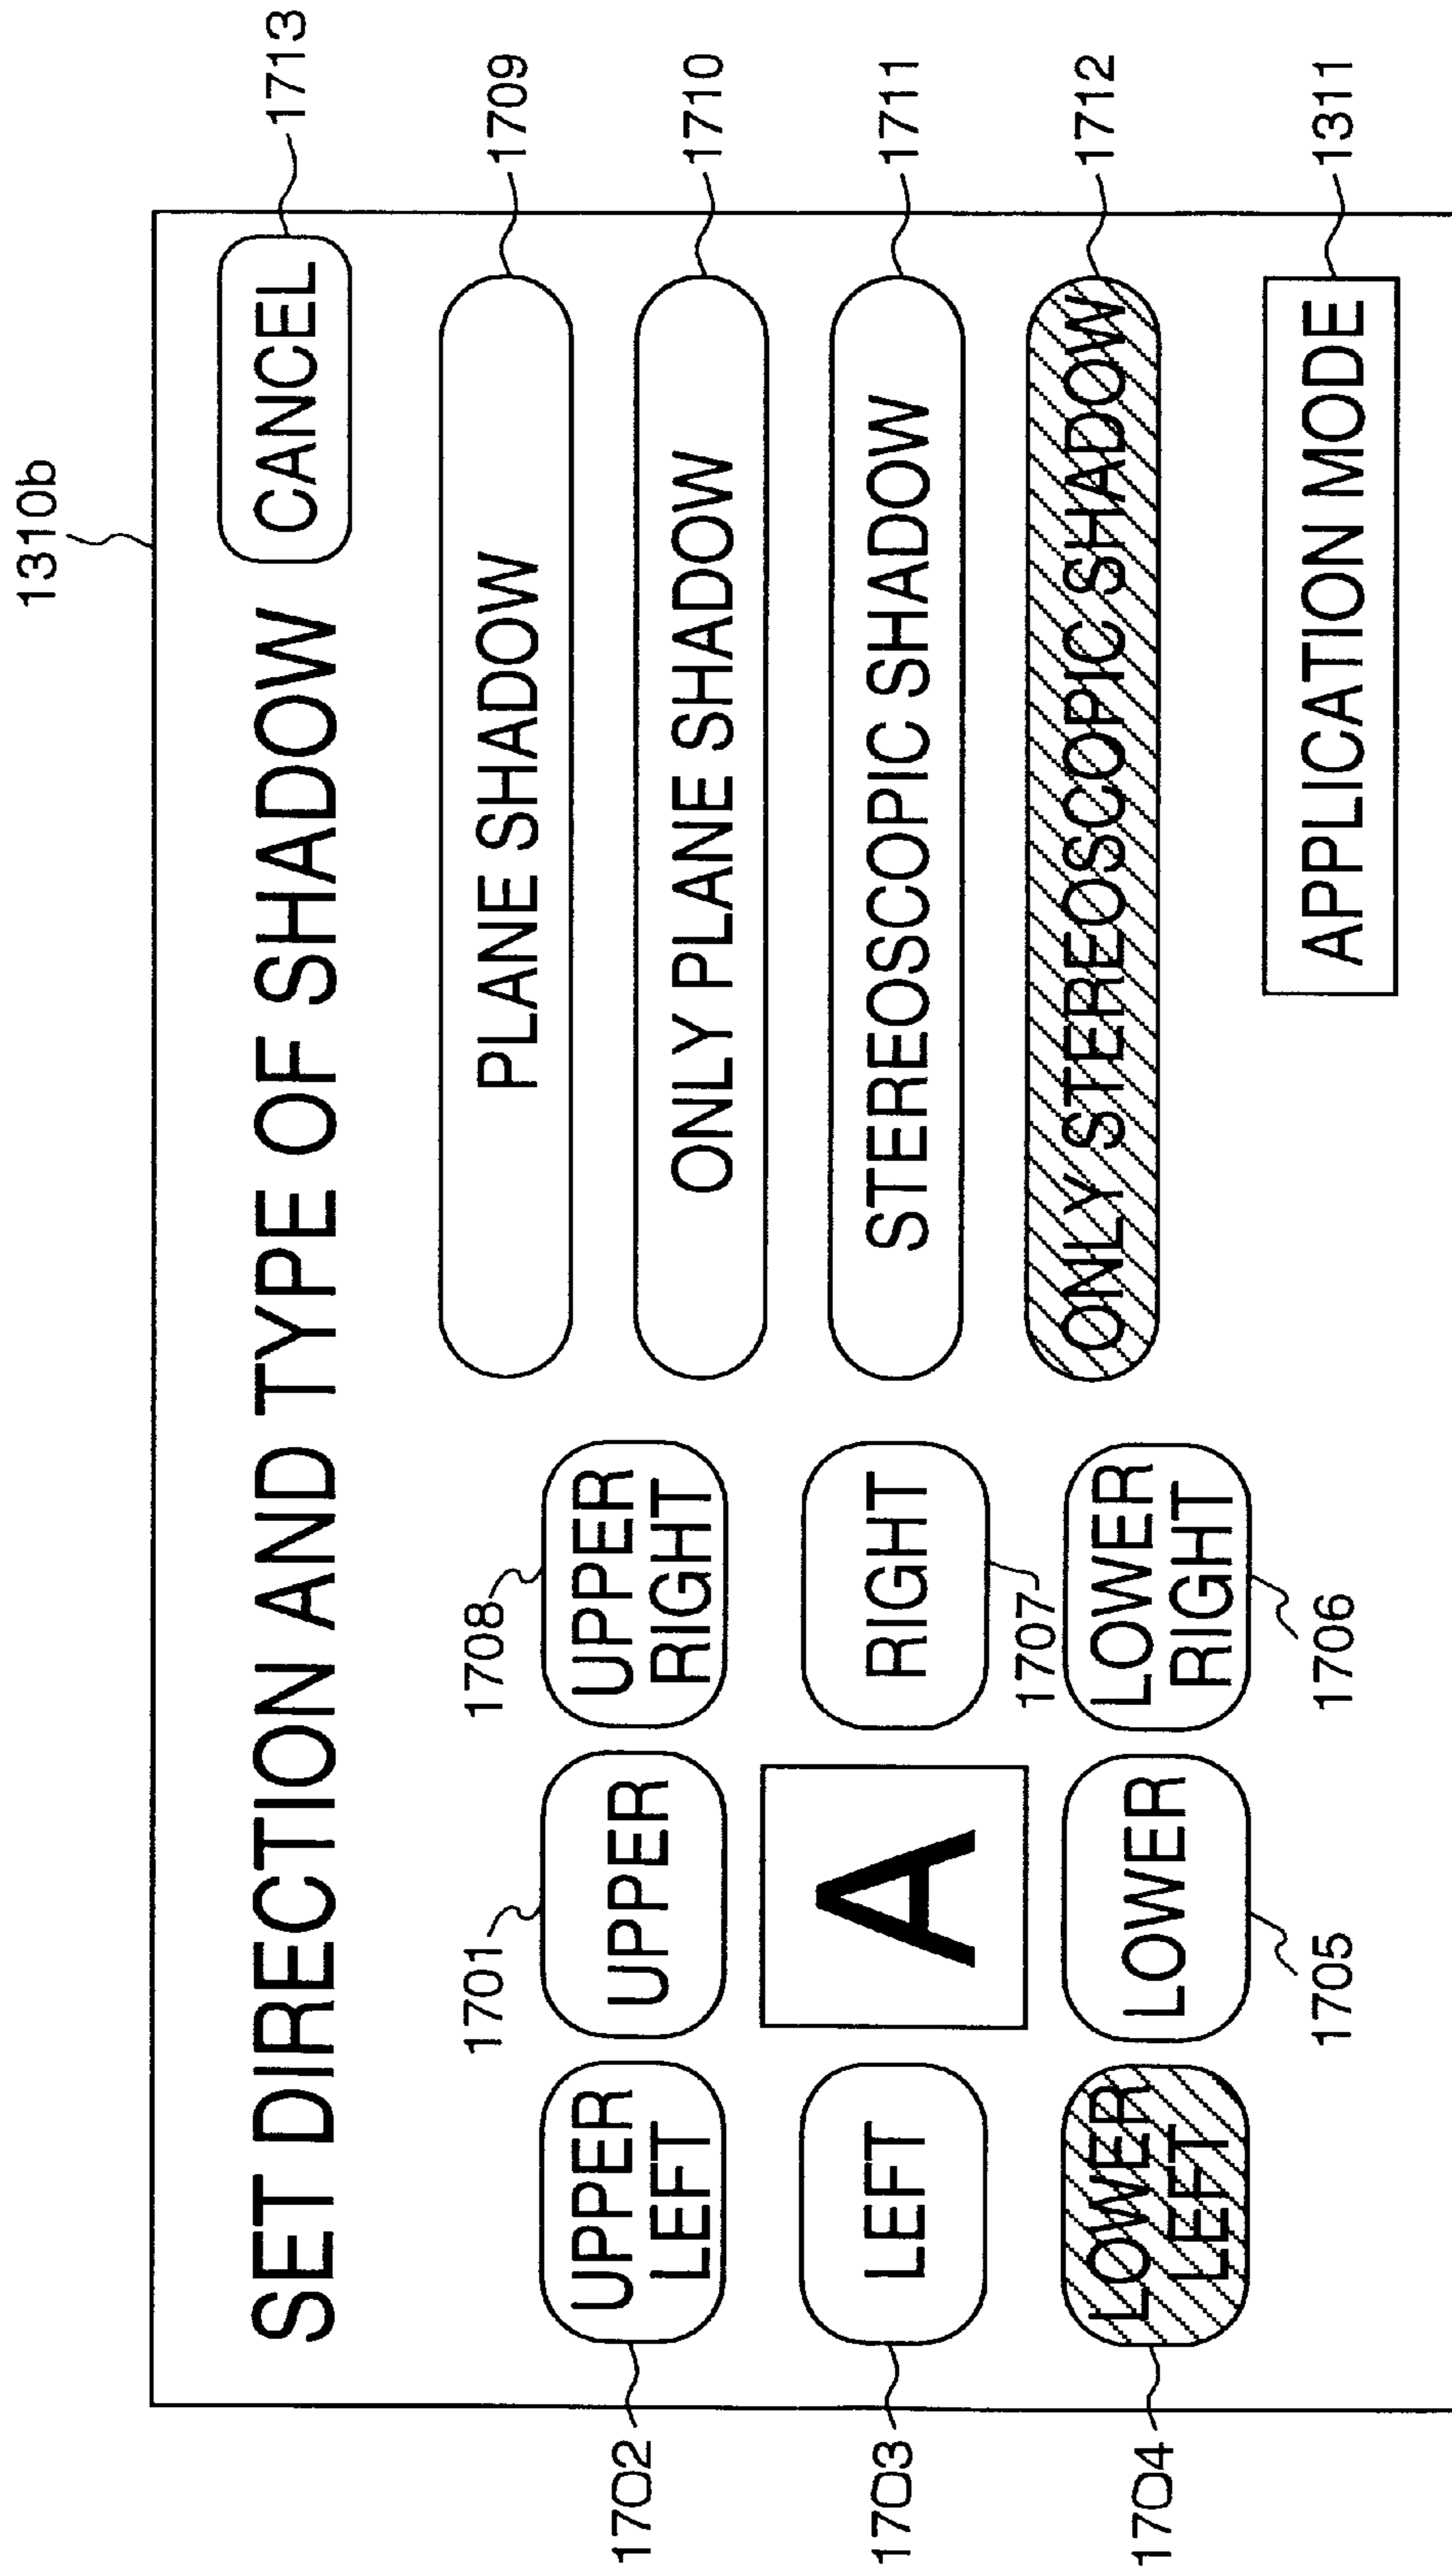 1310b
SET DIRECTION AND TYPE OF SHADOW
CANCEL
1713
1701
1708
1702
UPPER
LEFT
UPPER
UPPER
RIGHT
PLANE SHADOW
1709
ONLY PLANE SHADOW
1710
1703
LEFT
A
RIGHT
1707
STEREOSCOPIC SHADOW
1711
1704
LOWER
LEFT
LOWER
LOWER
RIGHT
ONLY STEREOSCOPIC SHADOW
1712
1705
1706
APPLICATION MODE
1311